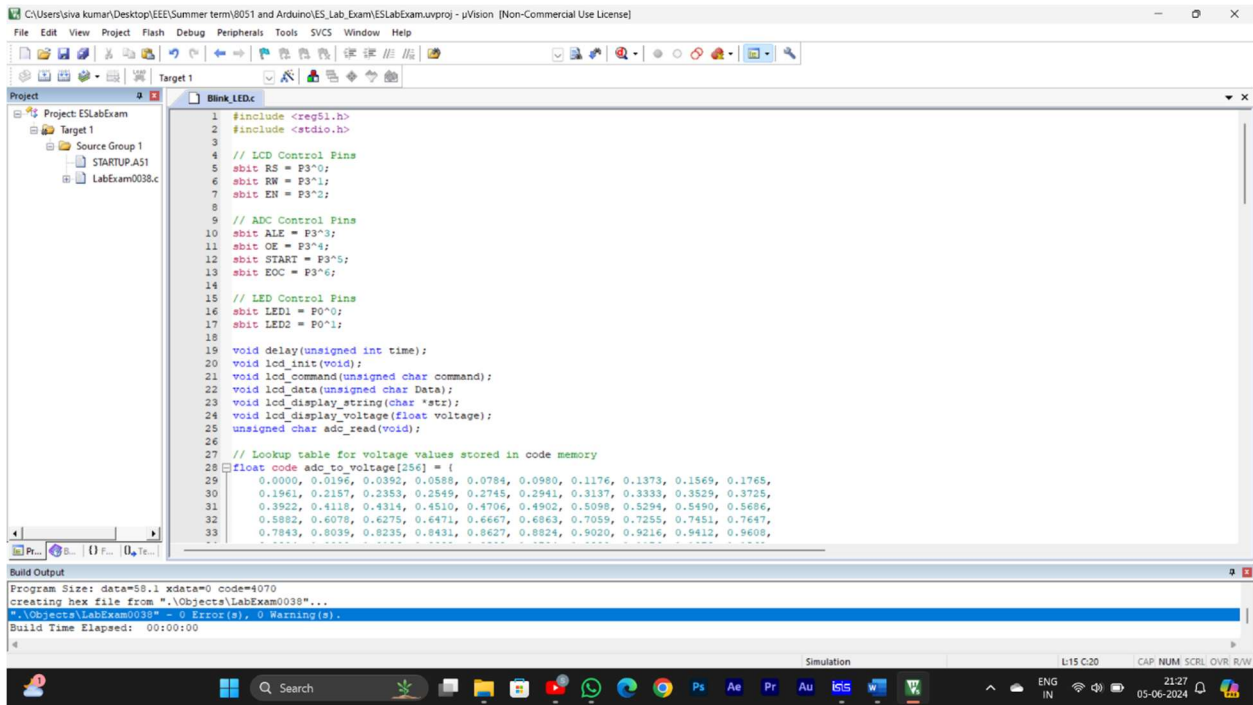 C:\Users\siva kumar\Desktop\EEE\Summer term\8051 and Arduino\ES_Lab_Exam\ESLabExam.uvproj - µVision [Non-Commercial Use License]
File Edit View Project Flash Debug Peripherals Tools SVCS Window Help
Target 1
Project
Blink_LED.c
Project: ESLabExam
Target 1
Source Group 1
STARTUP.A51
LabExam0038.c
1 #include <reg51.h>
2 #include <stdio.h>
3
4 // LCD Control Pins
5 sbit RS = P3^0;
6 sbit RW = P3^1;
7 sbit EN = P3^2;
8
9 // ADC Control Pins
10 sbit ALE = P3^3;
11 sbit OE = P3^4;
12 sbit START = P3^5;
13 sbit EOC = P3^6;
14
15 // LED Control Pins
16 sbit LED1 = P0^0;
17 sbit LED2 = P0^1;
18
19 void delay(unsigned int time);
20 void lcd_init(void);
21 void lcd_command(unsigned char command);
22 void lcd_data(unsigned char Data);
23 void lcd_display_string(char *str);
24 void lcd_display_voltage(float voltage);
25 unsigned char adc_read(void);
26
27 // Lookup table for voltage values stored in code memory
28 float code adc_to_voltage[256] = {
29 0.0000, 0.0196, 0.0392, 0.0588, 0.0784, 0.0980, 0.1176, 0.1373, 0.1569, 0.1765,
30 0.1961, 0.2157, 0.2353, 0.2549, 0.2745, 0.2941, 0.3137, 0.3333, 0.3529, 0.3725,
31 0.3922, 0.4118, 0.4314, 0.4510, 0.4706, 0.4902, 0.5098, 0.5294, 0.5490, 0.5686,
32 0.5882, 0.6078, 0.6275, 0.6471, 0.6667, 0.6863, 0.7059, 0.7255, 0.7451, 0.7647,
33 0.7843, 0.8039, 0.8235, 0.8431, 0.8627, 0.8824, 0.9020, 0.9216, 0.9412, 0.9608,
Pr... B... {} F... 0 Te...
Build Output
Program Size: data=58.1 xdata=0 code=4070
creating hex file from ".\Objects\LabExam0038"...
".\Objects\LabExam0038" - 0 Error(s), 0 Warning(s).
Build Time Elapsed: 00:00:00
Simulation
L:15 C:20
CAP NUM SCRL OVR R/W
Search
Ps Ae Pr Au isis
ENG
IN
21:27
05-06-2024